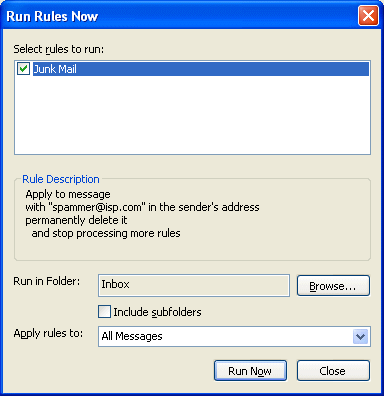 Run Rules Now
Select rules to run:
Junk Mail
Rule Description
Apply to message
with "spammer@isp.com" in the sender's address
permanently delete it
and stop processing more rules
Run in Folder:
Inbox
Browse...
Include subfolders
Apply rules to:
All Messages
Run Now
Close